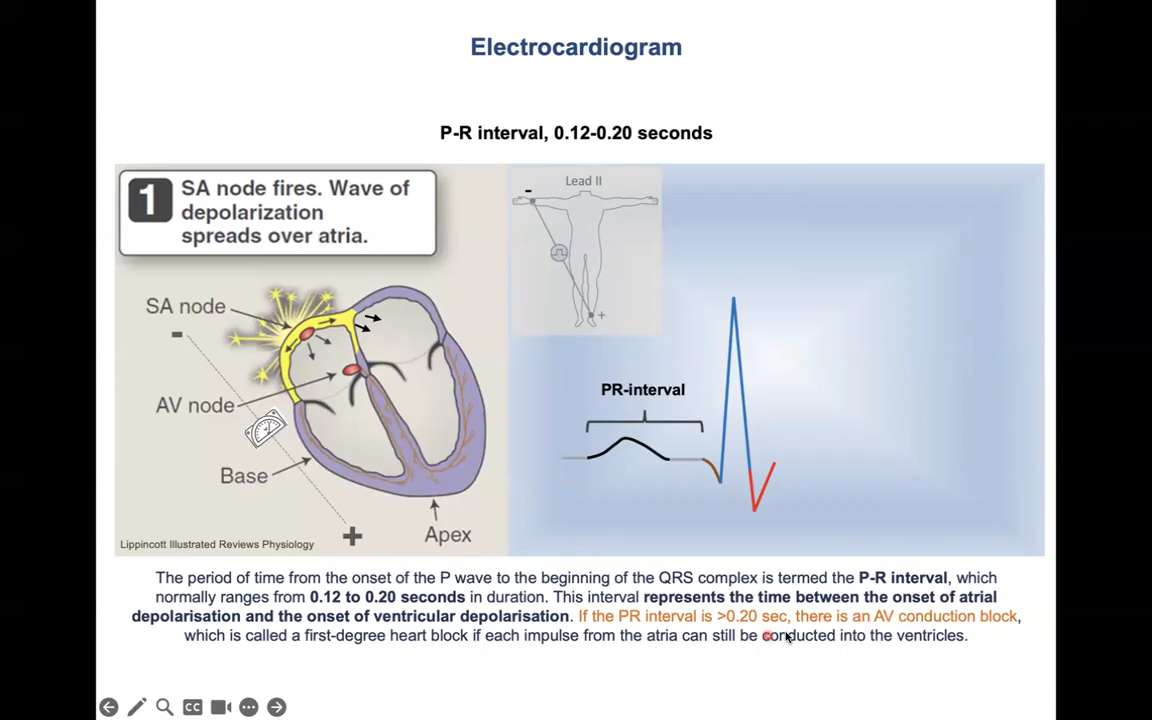 Electrocardiogram
P-R interval, 0.12-0.20 seconds
1
SA node fires. Wave of
depolarization
spreads over atria.
SA node
-
AV node
Base
+
Apex
Lippincott Illustrated Reviews Physiology
Lead II
-
+
PR-interval
The period of time from the onset of the P wave to the beginning of the QRS complex is termed the P-R interval, which
normally ranges from 0.12 to 0.20 seconds in duration. This interval represents the time between the onset of atrial
depolarisation and the onset of ventricular depolarisation. If the PR interval is >0.20 sec, there is an AV conduction block,
which is called a first-degree heart block if each impulse from the atria can still be conducted into the ventricles.
CC